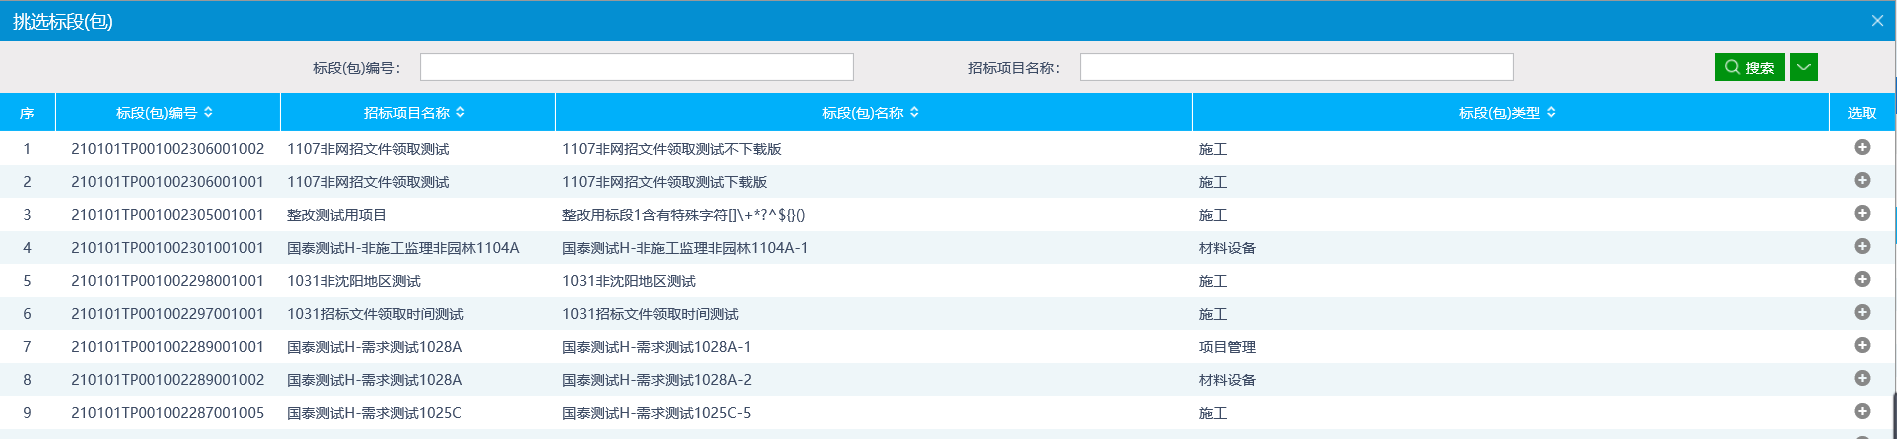 挑选标段(包)
标段(包)编号： 招标项目名称： 搜索
序 标段(包)编号 招标项目名称 标段(包)名称 标段(包)类型 选取
1 210101TP001002306001002 1107非网招文件领取测试 1107非网招文件领取测试不下载版 施工
2 210101TP001002306001001 1107非网招文件领取测试 1107非网招文件领取测试下载版 施工
3 210101TP001002305001001 整改测试用项目 整改用标段1含有特殊字符[]\+*?^${}() 施工
4 210101TP001002301001001 国泰测试H-非施工监理非园林1104A 国泰测试H-非施工监理非园林1104A-1 材料设备
5 210101TP001002298001001 1031非沈阳地区测试 1031非沈阳地区测试 施工
6 210101TP001002297001001 1031招标文件领取时间测试 1031招标文件领取时间测试 施工
7 210101TP001002289001001 国泰测试H-需求测试1028A 国泰测试H-需求测试1028A-1 项目管理
8 210101TP001002289001002 国泰测试H-需求测试1028A 国泰测试H-需求测试1028A-2 材料设备
9 210101TP001002287001005 国泰测试H-需求测试1025C 国泰测试H-需求测试1025C-5 施工